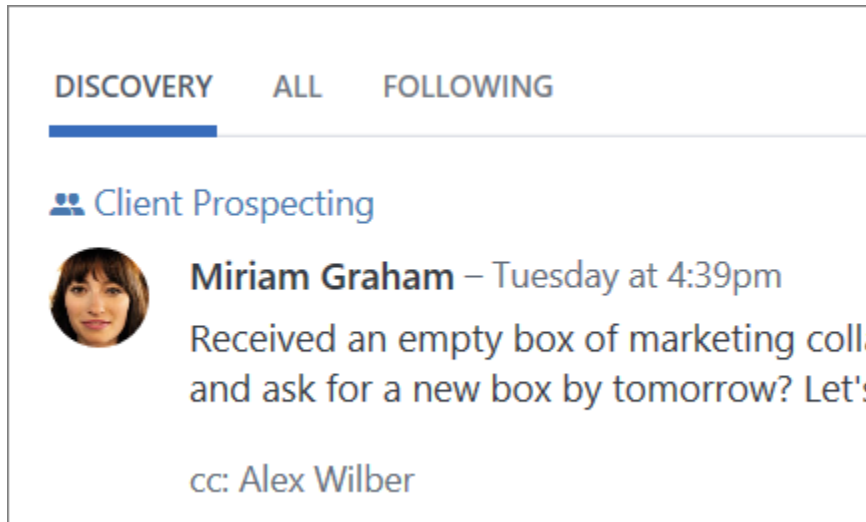 DISCOVERY ALL FOLLOWING
Client Prospecting
Miriam Graham – Tuesday at 4:39pm
Received an empty box of marketing
and ask for a new box by tomorrow?
cc: Alex Wilber